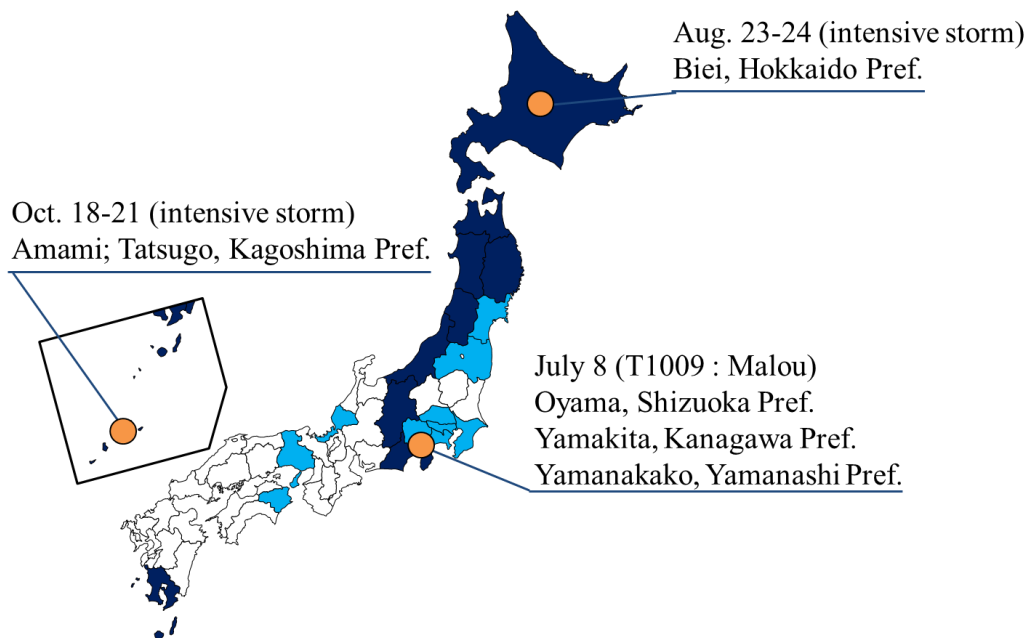 Aug. 23-24 (intensive storm)
Biei, Hokkaido Pref.
Oct. 18-21 (intensive storm)
Amami; Tatsugo, Kagoshima Pref.
July 8 (T1009 : Malou)
Oyama, Shizuoka Pref.
Yamakita, Kanagawa Pref.
Yamanakako, Yamanashi Pref.